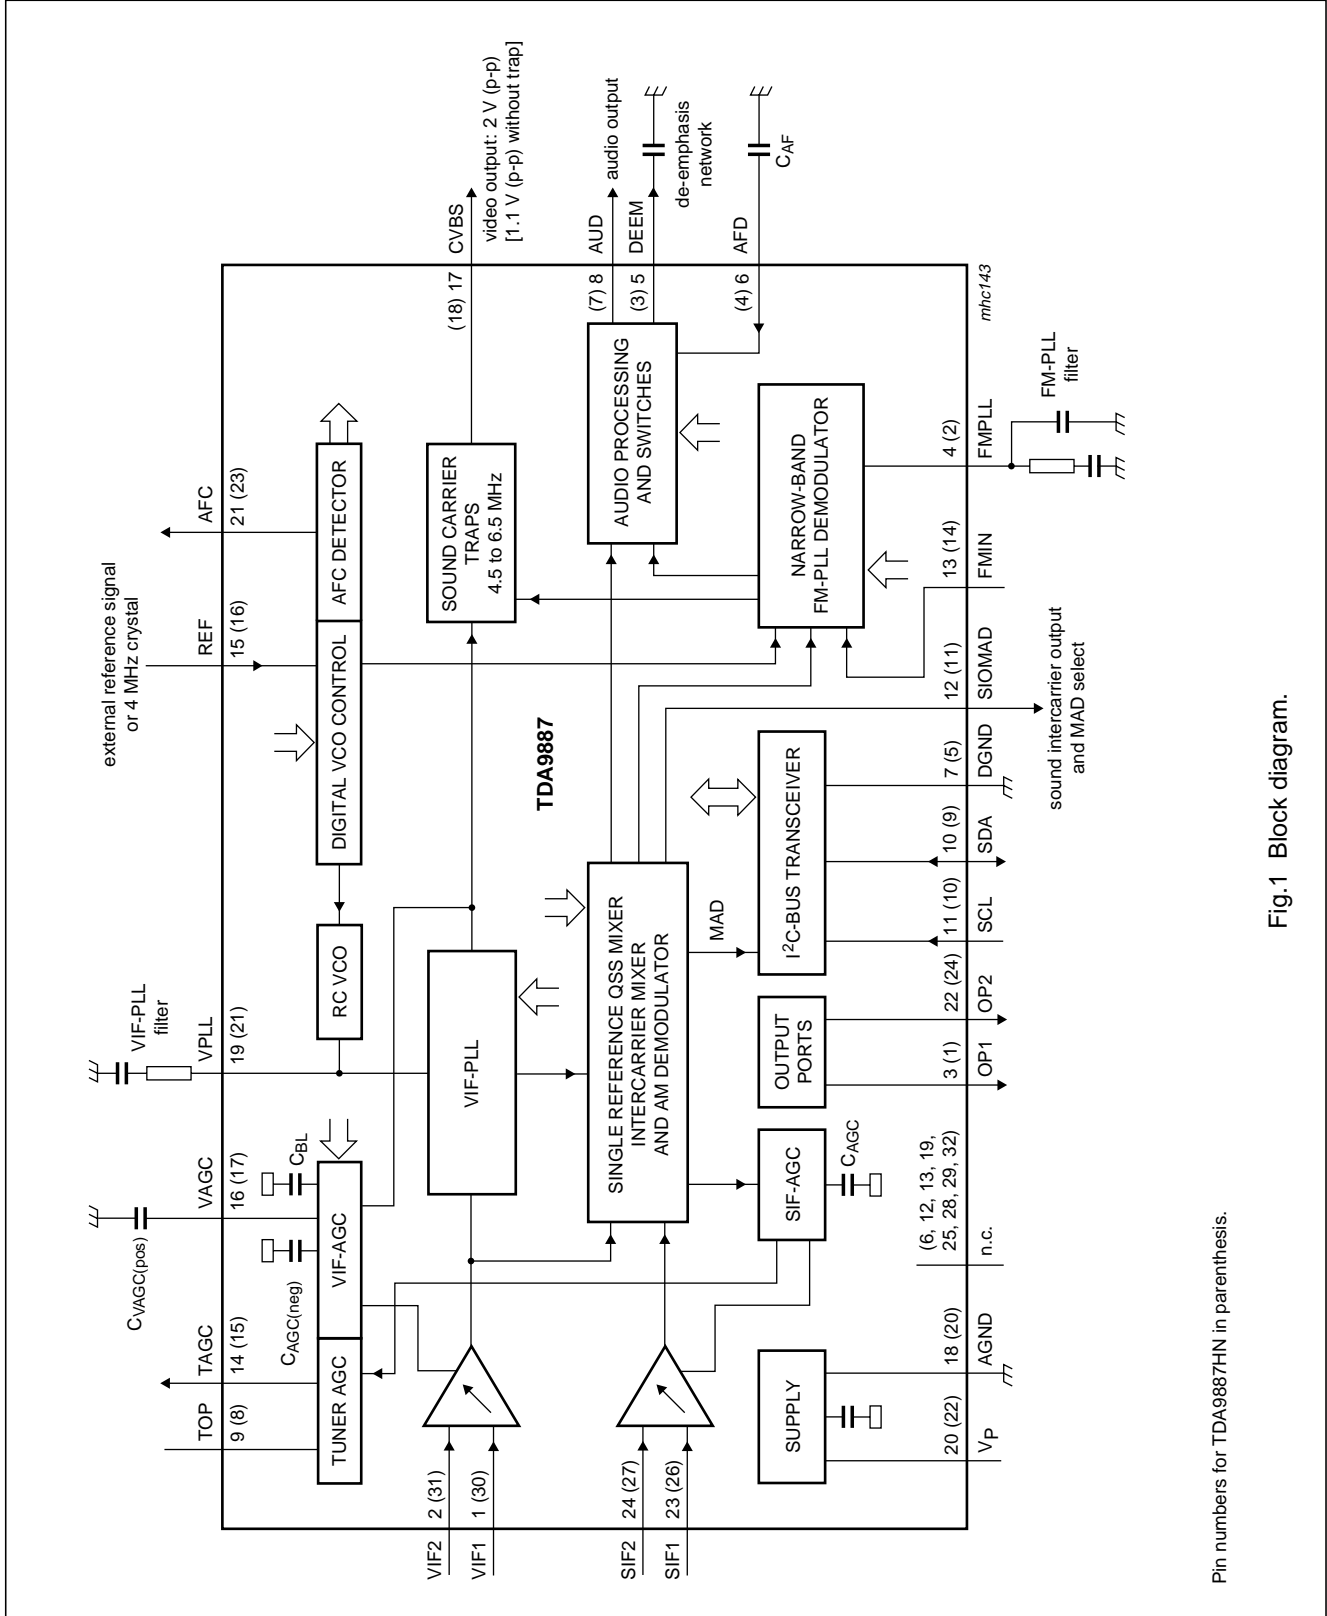 TOP
9 (8)
TAGC
14 (15)
CVAGC(pos)
VAGC
16 (17)
VIF-PLL
filter
VPLL
19 (21)
external reference signal
or 4 MHz crystal
REF
15 (16)
AFC
21 (23)
CAGC(neg)
CBL
TUNER AGC
VIF-AGC
RC VCO
DIGITAL VCO CONTROL
AFC DETECTOR
VIF2
2 (31)
VIF1
1 (30)
VIF-PLL
TDA9887
SOUND CARRIER
TRAPS
4.5 to 6.5 MHz
(18) 17
CVBS
video output: 2 V (p-p)
[1.1 V (p-p) without trap]
SIF2
24 (27)
SIF1
23 (26)
SINGLE REFERENCE QSS MIXER
INTERCARRIER MIXER
AND AM DEMODULATOR
MAD
AUDIO PROCESSING
AND SWITCHES
(7) 8
AUD
audio output
(3) 5
DEEM
de-emphasis
network
(4) 6
AFD
CAF
SUPPLY
SIF-AGC
CAGC
OUTPUT
PORTS
I2C-BUS TRANSCEIVER
NARROW-BAND
FM-PLL DEMODULATOR
20 (22)
VP
18 (20)
AGND
(6, 12, 13, 19,
25, 28, 29, 32)
n.c.
3 (1)
OP1
22 (24)
OP2
11 (10)
SCL
10 (9)
SDA
7 (5)
DGND
12 (11)
SIOMAD
sound intercarrier output
and MAD select
13 (14)
FMIN
4 (2)
FMPLL
FM-PLL
filter
mhc143
Pin numbers for TDA9887HN in parenthesis.
Fig.1 Block diagram.